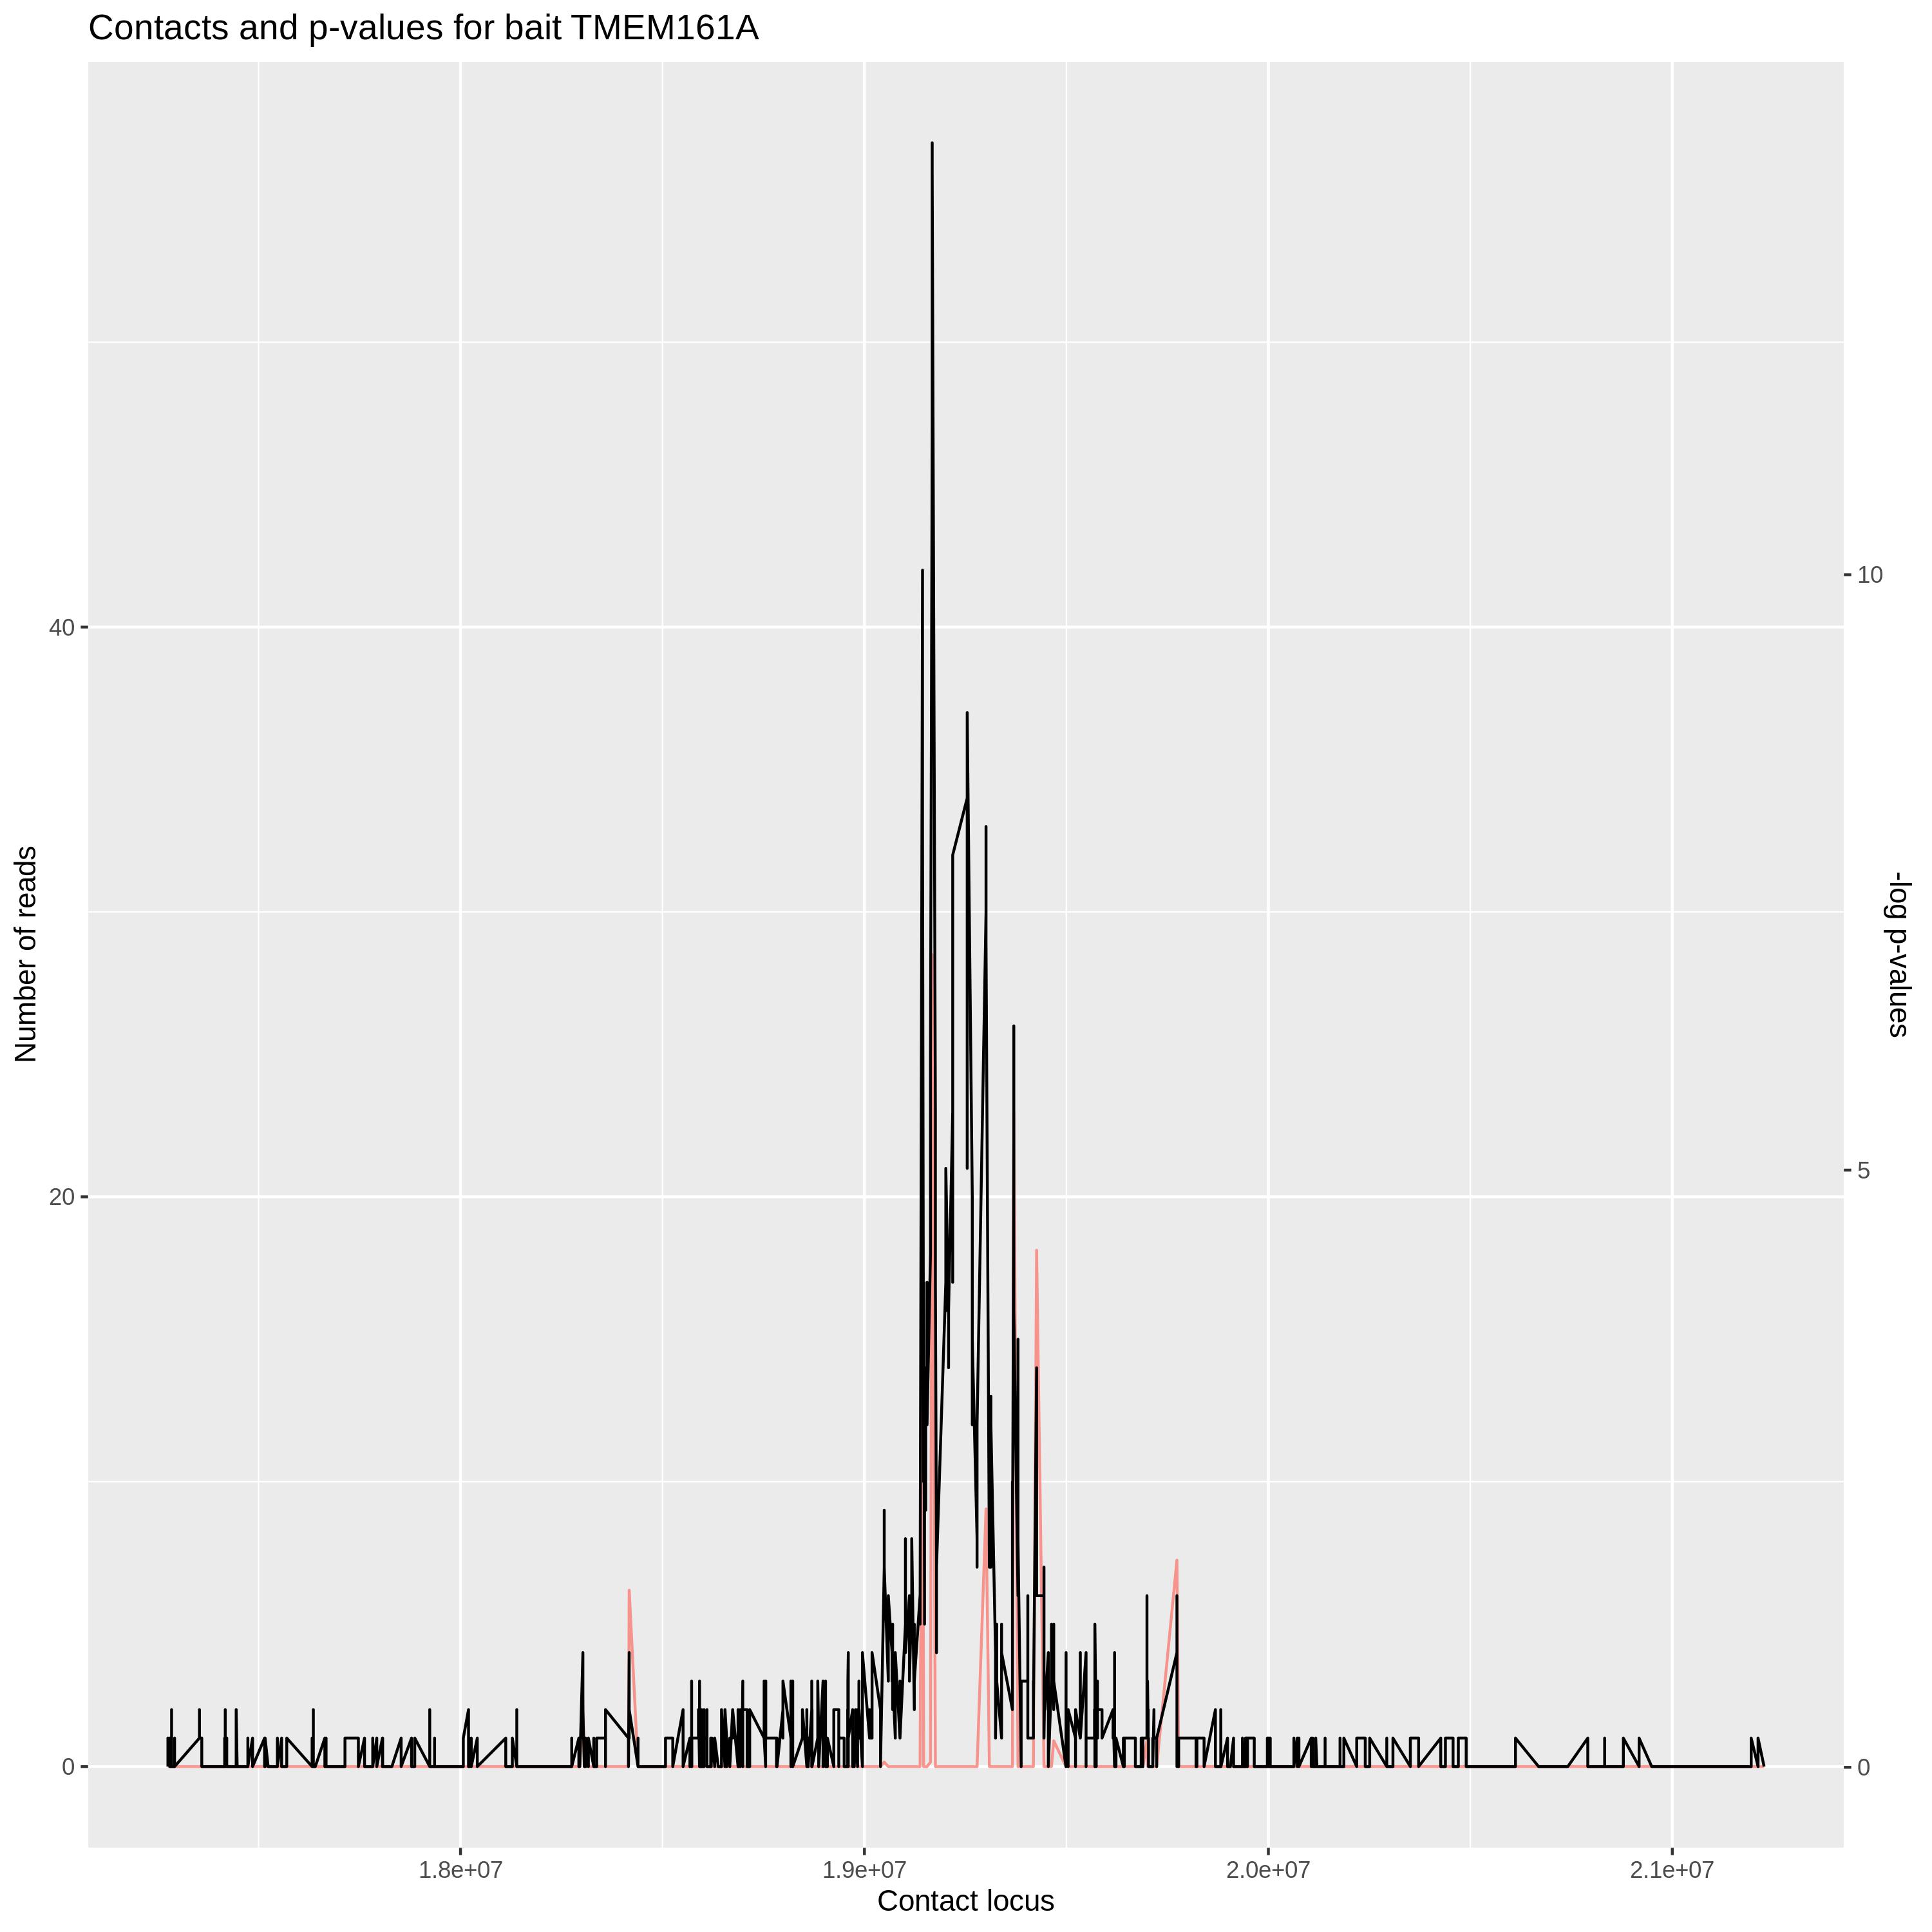 Contacts and p-values for bait TMEM161A
40
20
0
Number of reads
10
5
0
-log p-values
1.8e+07
1.9e+07
2.0e+07
2.1e+07
Contact locus